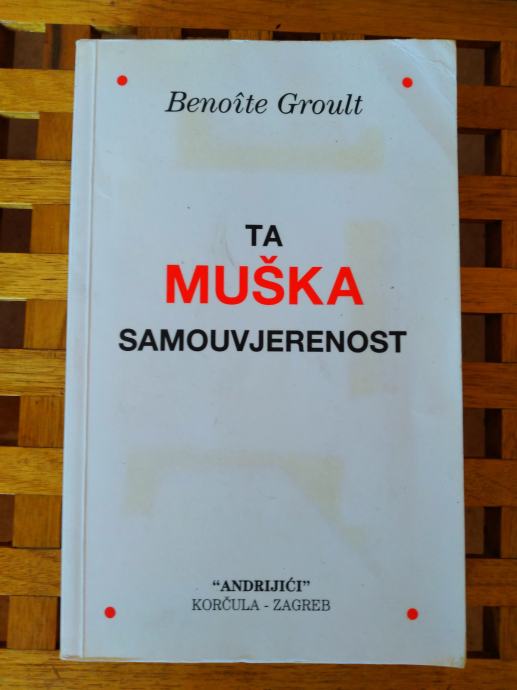 Benoîte Groult
TA
MUŠKA
SAMOUVJERENOST
“ANDRIJIĆI”
KORČULA - ZAGREB